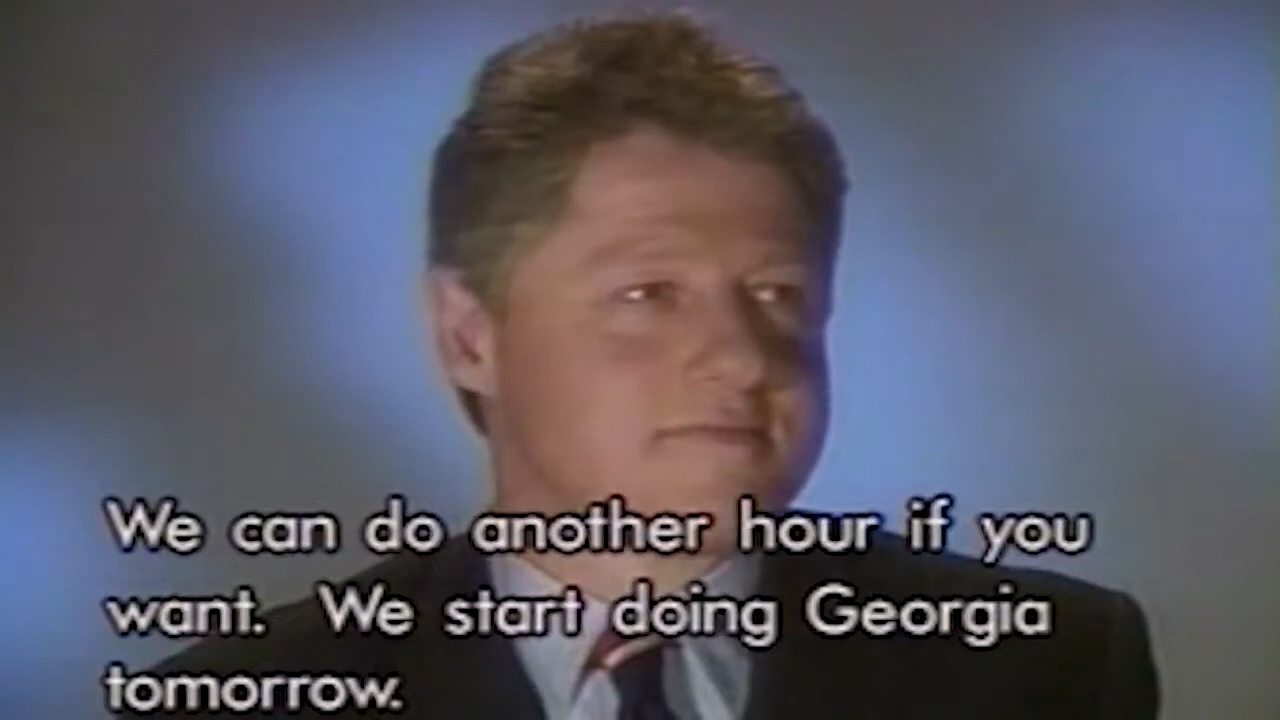 We can do another hour if you
want. We start doing Georgia
tomorrow.